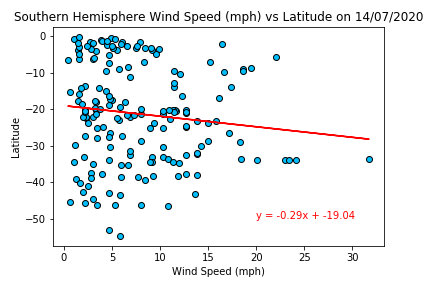 Southern Hemisphere Wind Speed (mph) vs Latitude on 14/07/2020
0
−10
−20
−30
−40
−50
Latitude
y = -0.29x + -19.04
0 5 10 15 20 25 30
Wind Speed (mph)